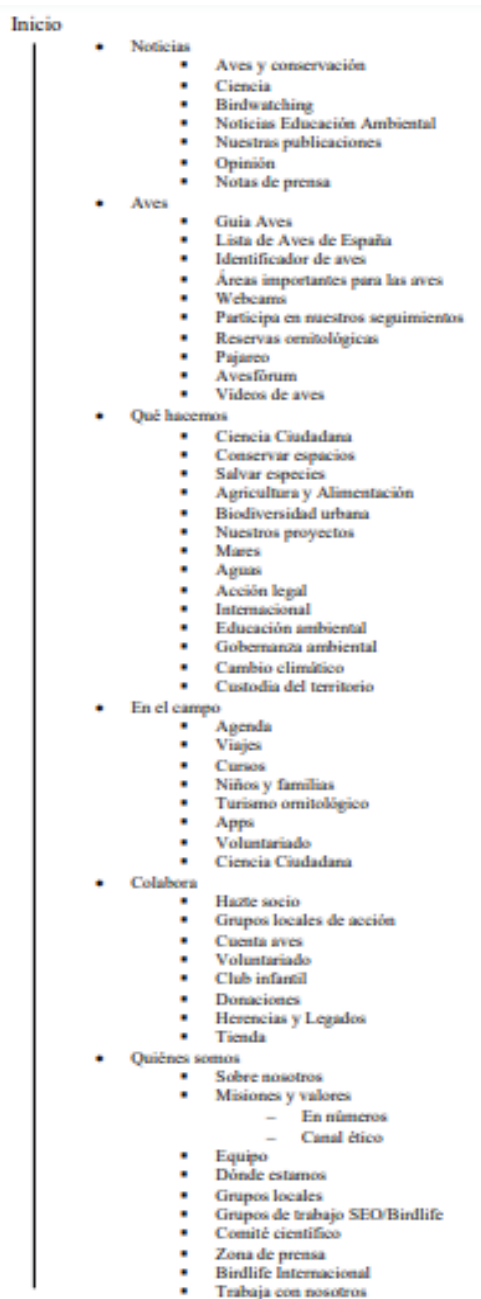 Inicio
• Noticias
▪ Aves y conservación
▪ Ciencia
▪ Birdwatching
▪ Noticias Educación Ambiental
▪ Nuestras publicaciones
▪ Opinión
▪ Notas de prensa
• Aves
▪ Guía Aves
▪ Lista de Aves de España
▪ Identificador de aves
▪ Áreas importantes para las aves
▪ Webcams
▪ Participa en nuestros seguimientos
▪ Reservas ornitológicas
▪ Pajareo
▪ Avesfórum
▪ Videos de aves
• Qué hacemos
▪ Ciencia Ciudadana
▪ Conservar espacios
▪ Salvar especies
▪ Agricultura y Alimentación
▪ Biodiversidad urbana
▪ Nuestros proyectos
▪ Mares
▪ Aguas
▪ Acción legal
▪ Internacional
▪ Educación ambiental
▪ Gobernanza ambiental
▪ Cambio climático
▪ Custodia del territorio
• En el campo
▪ Agenda
▪ Viajes
▪ Cursos
▪ Niños y familias
▪ Turismo ornitológico
▪ Apps
▪ Voluntariado
▪ Ciencia Ciudadana
• Colabora
▪ Hazte socio
▪ Grupos locales de acción
▪ Cuenta aves
▪ Voluntariado
▪ Club infantil
▪ Donaciones
▪ Herencias y Legados
▪ Tienda
• Quiénes somos
▪ Sobre nosotros
▪ Misiones y valores
– En números
– Canal ético
▪ Equipo
▪ Dónde estamos
▪ Grupos locales
▪ Grupos de trabajo SEO/Birdlife
▪ Comité científico
▪ Zona de prensa
▪ Birdlife Internacional
▪ Trabaja con nosotros